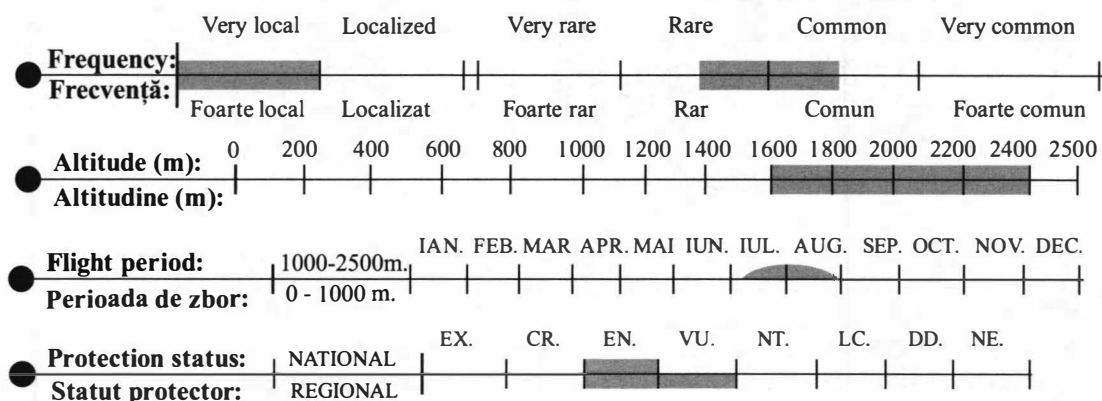 Very local Localized Very rare Rare Common Very common
Frequency:
Frecvență:
Foarte local Localizat Foarte rar Rar Comun Foarte comun
Altitude (m): 0 200 400 600 800 1000 1200 1400 1600 1800 2000 2200 2400 2500
Altitudine (m):
IAN. FEB. MAR APR. MAI IUN. IUL. AUG. SEP. OCT. NOV. DEC.
Flight period: 1000-2500m.
Perioada de zbor: 0 - 1000 m.
EX. CR. EN. VU. NT. LC. DD. NE.
Protection status: NATIONAL
Statut protector: REGIONAL